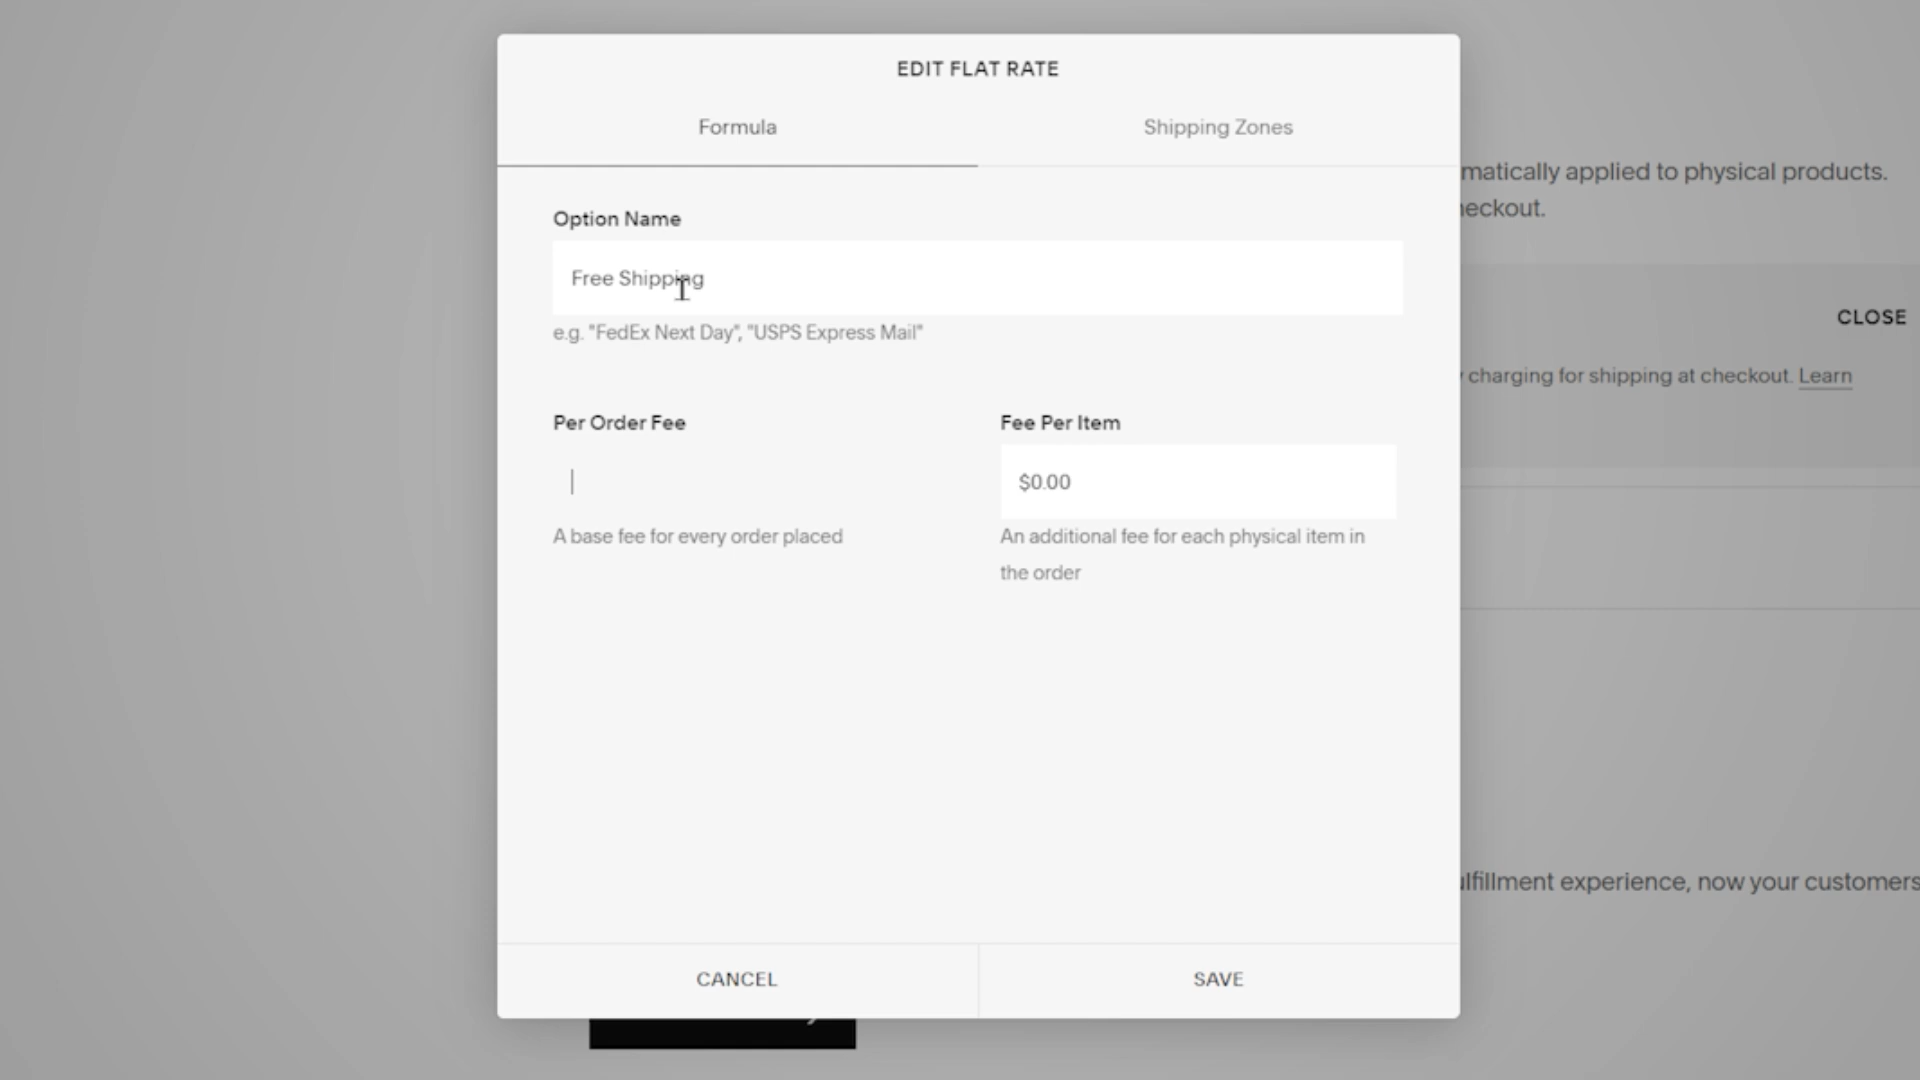 EDIT FLAT RATE
Formula
Shipping Zones
Option Name
Free Shipping
e.g. "FedEx Next Day", "USPS Express Mail"
Per Order Fee
Fee Per Item
$0.00
A base fee for every order placed
An additional fee for each physical item in
the order
CANCEL
SAVE
applied to physical products.
CLOSE
charging for shipping at checkout. Learn
experience, now your customers